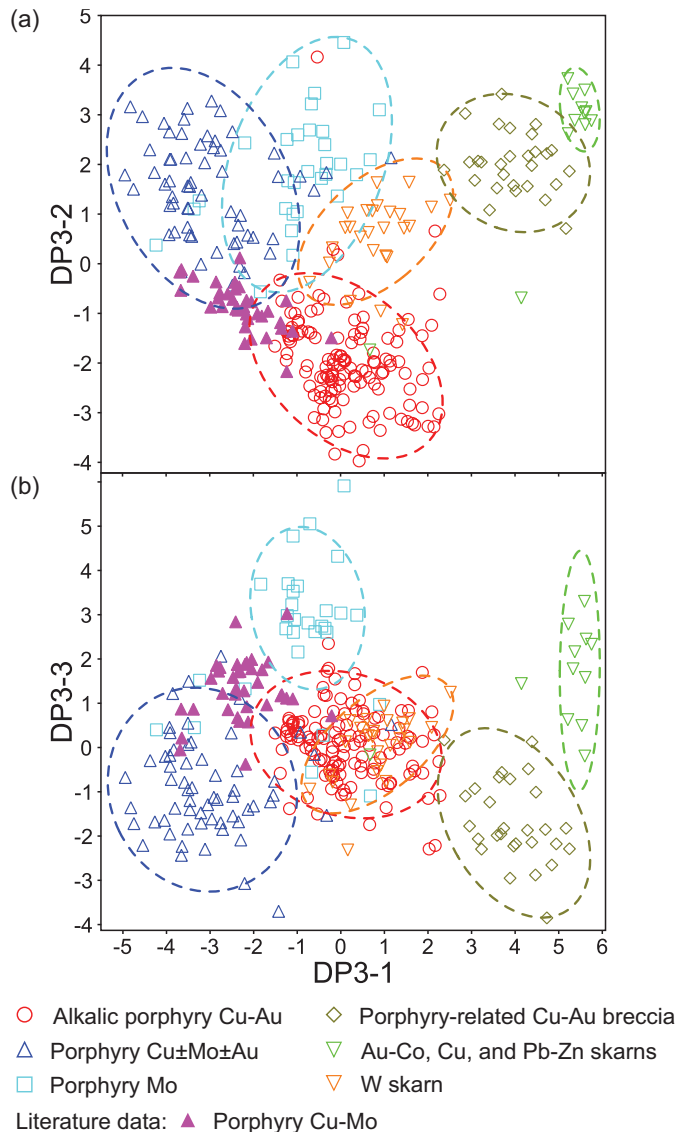 (a)
5
4
3
2
1
0
-1
-2
-3
-4
DP3-2
(b)
5
4
3
2
1
0
-1
-2
-3
-4
DP3-3
-5 -4 -3 -2 -1 0 1 2 3 4 5 6
DP3-1
Alkalic porphyry Cu-Au Porphyry-related Cu-Au breccia
Porphyry Cu±Mo±Au Au-Co, Cu, and Pb-Zn skarns
Porphyry Mo W skarn
Literature data: Porphyry Cu-Mo